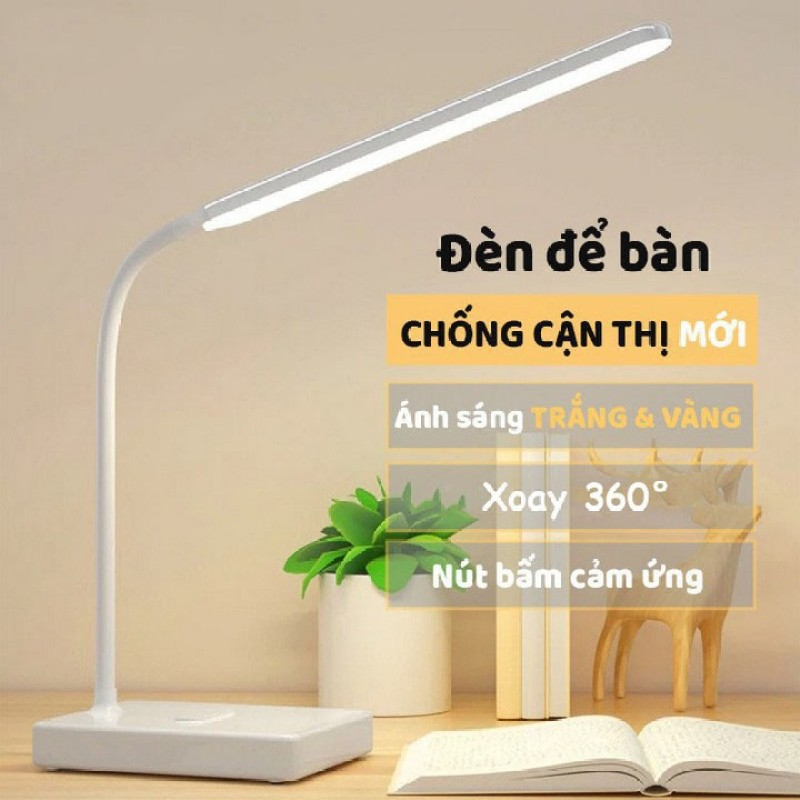 Đèn để bàn
CHỐNG CẬN THỊ MỚI
Ánh sáng TRẮNG & VÀNG
Xoay 360°
Nút bấm cảm ứng